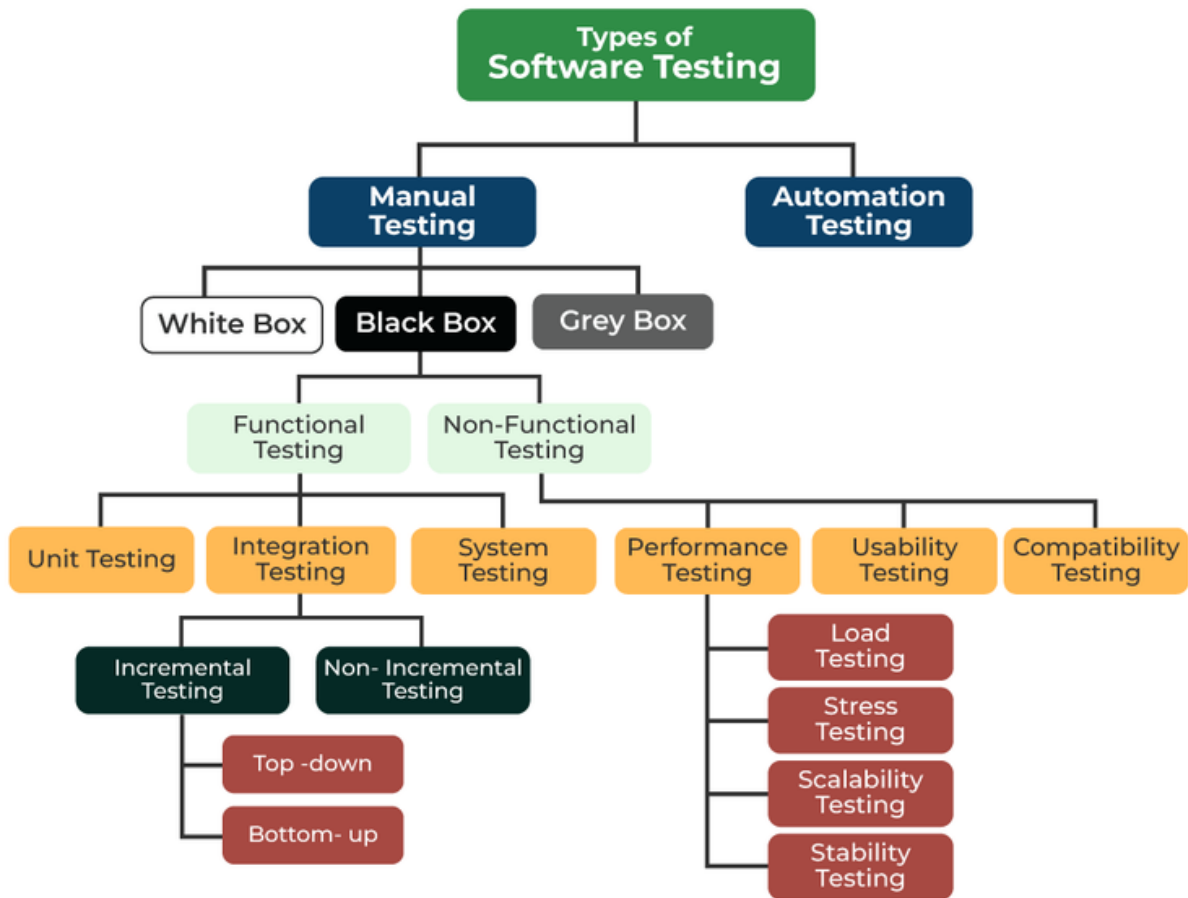 Types of
Software Testing
Manual
Testing
Automation
Testing
White Box
Black Box
Grey Box
Functional
Testing
Non-Functional
Testing
Unit Testing
Integration
Testing
System
Testing
Performance
Testing
Usability
Testing
Compatibility
Testing
Incremental
Testing
Non- Incremental
Testing
Top -down
Bottom- up
Load
Testing
Stress
Testing
Scalability
Testing
Stability
Testing